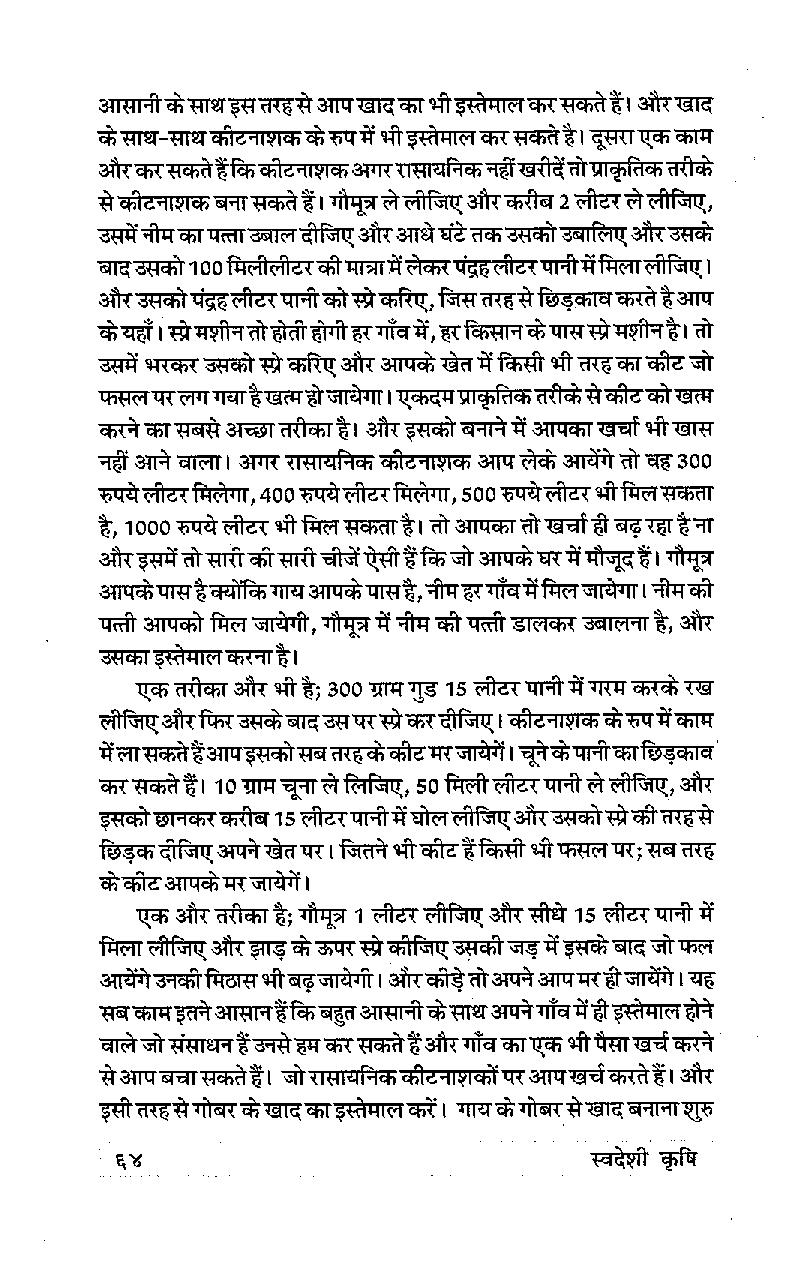 आसानी के साथ इस तरह से आप खाद का भी इस्तेमाल कर सकते हैं। और खाद
के साथ-साथ कीटनाशक के रुप में भी इस्तेमाल कर सकते है। दूसरा एक काम
और कर सकते हैं कि कीटनाशक अगर रासायनिक नहीं खरीदें तो प्राकृतिक तरीके
से कीटनाशक बना सकते हैं। गौमूत्र ले लीजिए और करीब 2 लीटर ले लीजिए,
उसमें नीम का पत्ता उबाल दीजिए और आधे घंटे तक उसको उबालिए और उसके
बाद उसको 100 मिलीलीटर की मात्रा में लेकर पंद्रह लीटर पानी में मिला लीजिए।
और उसको पंद्रह लीटर पानी को स्प्रे करिए, जिस तरह से छिड़काव करते है आप
के यहाँ। स्प्रे मशीन तो होती होगी हर गाँव में, हर किसान के पास स्प्रे मशीन है। तो
उसमें भरकर उसको स्प्रे करिए और आपके खेत में किसी भी तरह का कीट जो
फसल पर लग गया है खत्म हो जायेगा। एकदम प्राकृतिक तरीके से कीट को खत्म
करने का सबसे अच्छा तरीका है। और इसको बनाने में आपका खर्चा भी खास
नहीं आने वाला। अगर रासायनिक कीटनाशक आप लेके आयेंगे तो वह 300
रुपये लीटर मिलेगा, 400 रुपये लीटर मिलेगा, 500 रुपये लीटर भी मिल सकता
है, 1000 रुपये लीटर भी मिल सकता है। तो आपका तो खर्चा ही बढ़ रहा है ना
और इसमें तो सारी की सारी चीजें ऐसी हैं कि जो आपके घर में मौजूद हैं। गौमूत्र
आपके पास है क्योंकि गाय आपके पास है, नीम हर गाँव में मिल जायेगा। नीम की
पत्ती आपको मिल जायेगी, गौमूत्र में नीम की पत्ती डालकर उबालना है, और
उसका इस्तेमाल करना है।
एक तरीका और भी है; 300 ग्राम गुड 15 लीटर पानी में गरम करके रख
लीजिए और फिर उसके बाद उस पर स्प्रे कर दीजिए। कीटनाशक के रुप में काम
में ला सकते हैं आप इसको सब तरह के कीट मर जायेगें। चूने के पानी का छिड़काव
कर सकते हैं। 10 ग्राम चूना ले लिजिए, 50 मिली लीटर पानी ले लीजिए, और
इसको छानकर करीब 15 लीटर पानी में घोल लीजिए और उसको स्प्रे की तरह से
छिड़क दीजिए अपने खेत पर। जितने भी कीट हैं किसी भी फसल पर; सब तरह
के कीट आपके मर जायेगें।
एक और तरीका है; गौमूत्र 1 लीटर लीजिए और सीधे 15 लीटर पानी में
मिला लीजिए और झाड़ के ऊपर स्प्रे कीजिए उसकी जड़ में इसके बाद जो फल
आयेंगे उनकी मिठास भी बढ़ जायेगी। और कीड़े तो अपने आप मर ही जायेंगे। यह
सब काम इतने आसान हैं कि बहुत आसानी के साथ अपने गाँव में ही इस्तेमाल होने
वाले जो संसाधन हैं उनसे हम कर सकते हैं और गाँव का एक भी पैसा खर्च करने
से आप बचा सकते हैं। जो रासायनिक कीटनाशकों पर आप खर्च करते हैं। और
इसी तरह से गोबर के खाद का इस्तेमाल करें। गाय के गोबर से खाद बनाना शुरु
६४ स्वदेशी कृषि